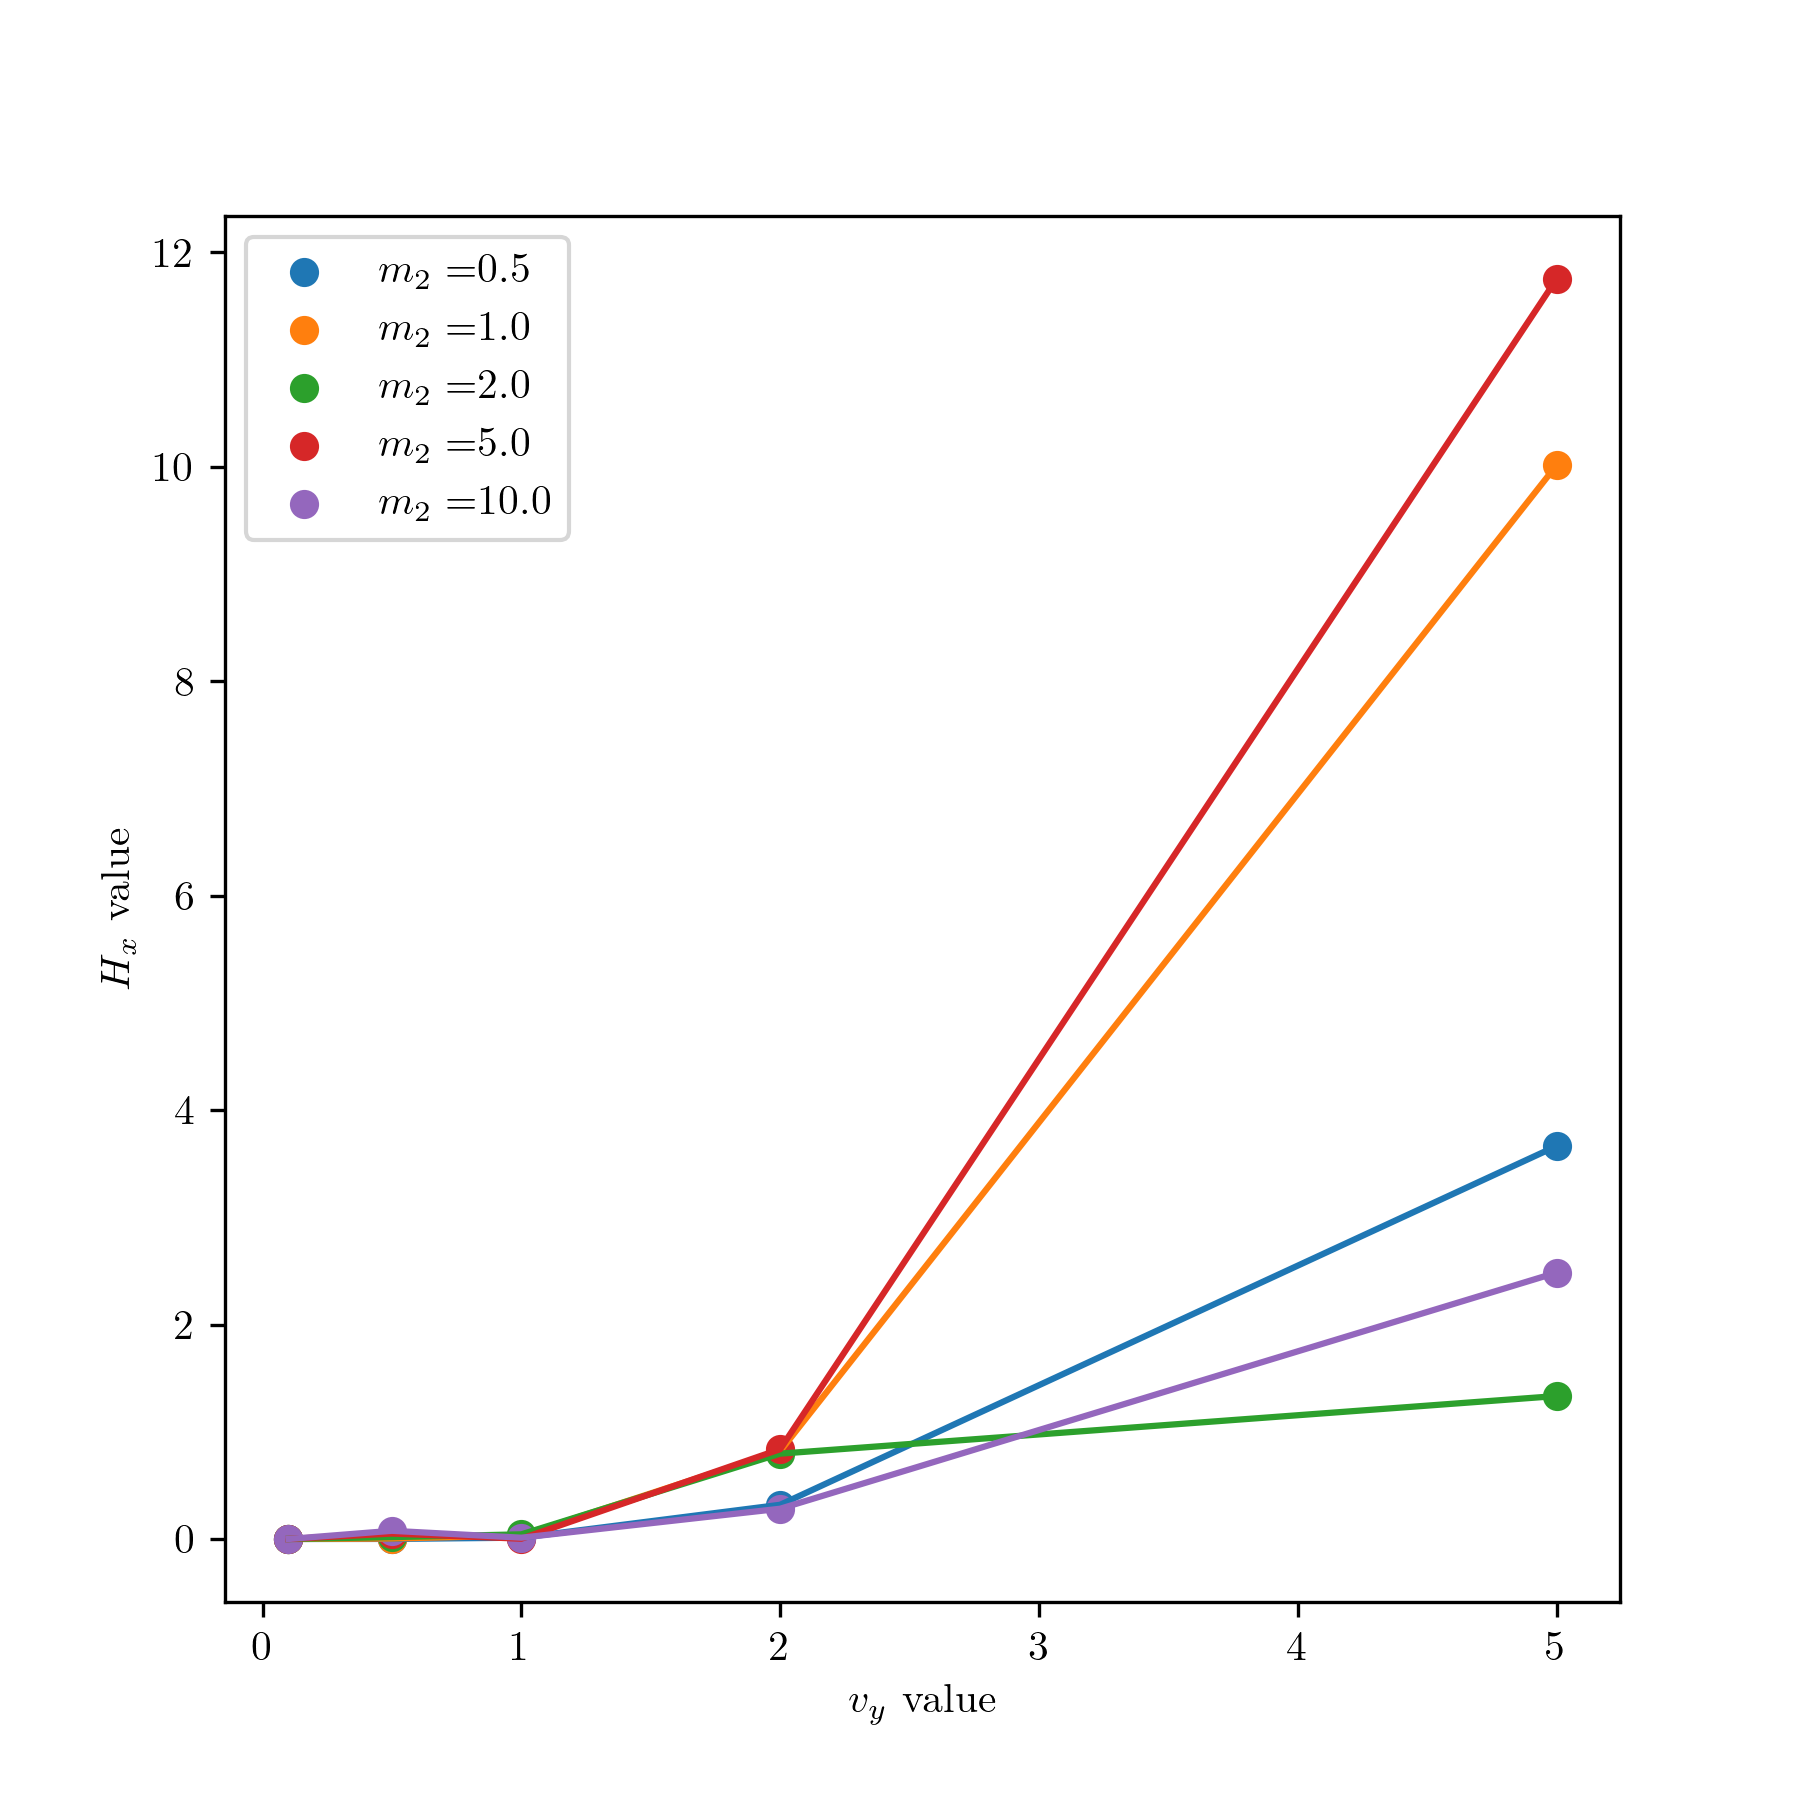 12
10
8
6
4
2
0
m₂ =0.5
m₂ =1.0
m₂ =2.0
m₂ =5.0
m₂ =10.0
Hₓ value
0 1 2 3 4 5
v_y value